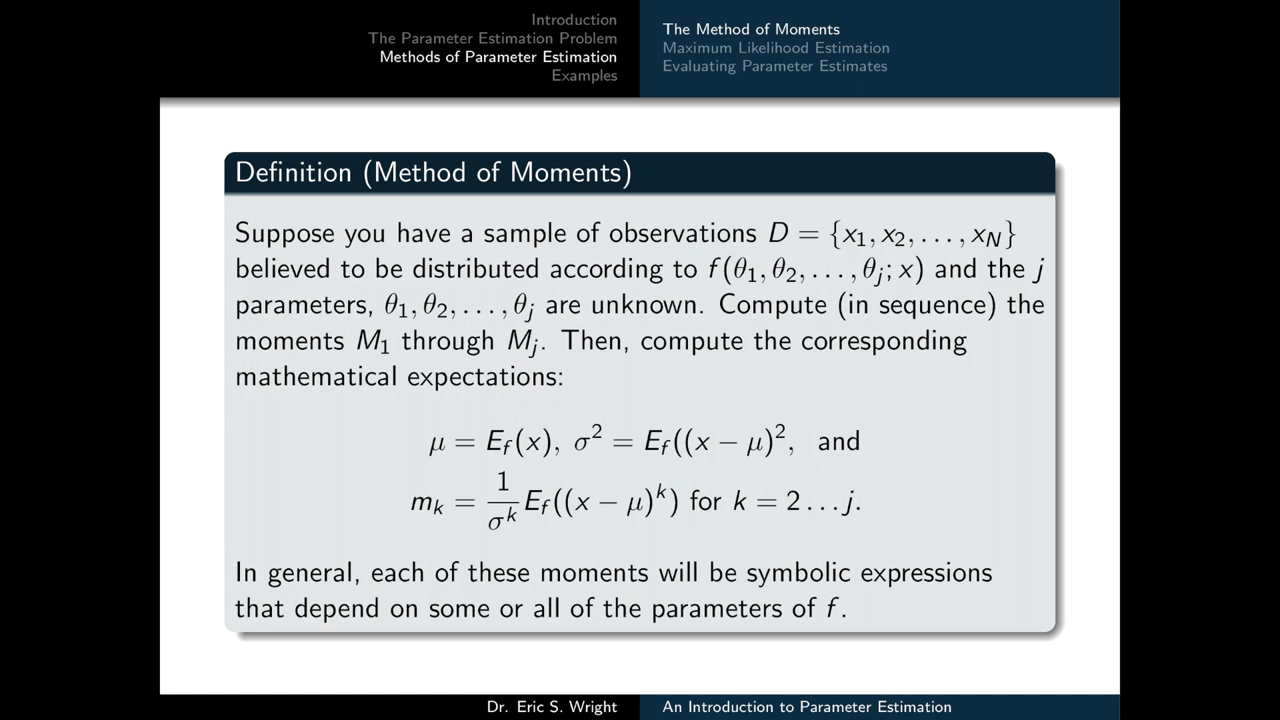 Introduction
The Parameter Estimation Problem
Methods of Parameter Estimation
Examples
The Method of Moments
Maximum Likelihood Estimation
Evaluating Parameter Estimates
Definition (Method of Moments)
Suppose you have a sample of observations D = {x₁, x₂, . . . , x_N}
believed to be distributed according to f(θ₁, θ₂, . . . , θⱼ; x) and the j
parameters, θ₁, θ₂, . . . , θⱼ are unknown. Compute (in sequence) the
moments M₁ through Mⱼ. Then, compute the corresponding
mathematical expectations:
μ = E_f(x), σ² = E_f((x − μ)², and
m_k = 1/σᵏ E_f((x − μ)ᵏ) for k = 2 . . . j.
In general, each of these moments will be symbolic expressions
that depend on some or all of the parameters of f.
Dr. Eric S. Wright
An Introduction to Parameter Estimation